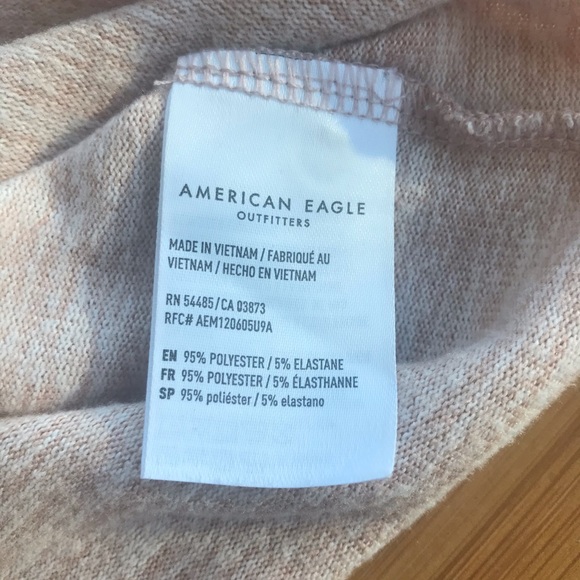 AMERICAN EAGLE
OUTFITTERS
MADE IN VIETNAM / FABRIQUÉ AU
VIETNAM / HECHO EN VIETNAM
RN 54485/CA 03873
RFC# AEM120605U9A
EN 95% POLYESTER / 5% ELASTANE
FR 95% POLYESTER / 5% ÉLASTHANNE
SP 95% poliéster / 5% elastano